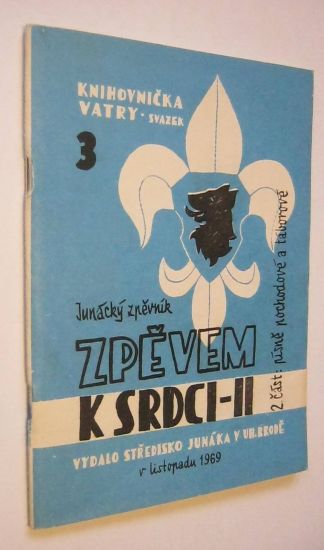 KNIHOVNIČKA
VATRY · SVAZEK
3
Junácký zpěvník
ZPĚVEM
K SRDCI-II
2. část: písně pochodové a táborové
VYDALO STŘEDISKO JUNÁKA V UH. BRODĚ
v listopadu 1969